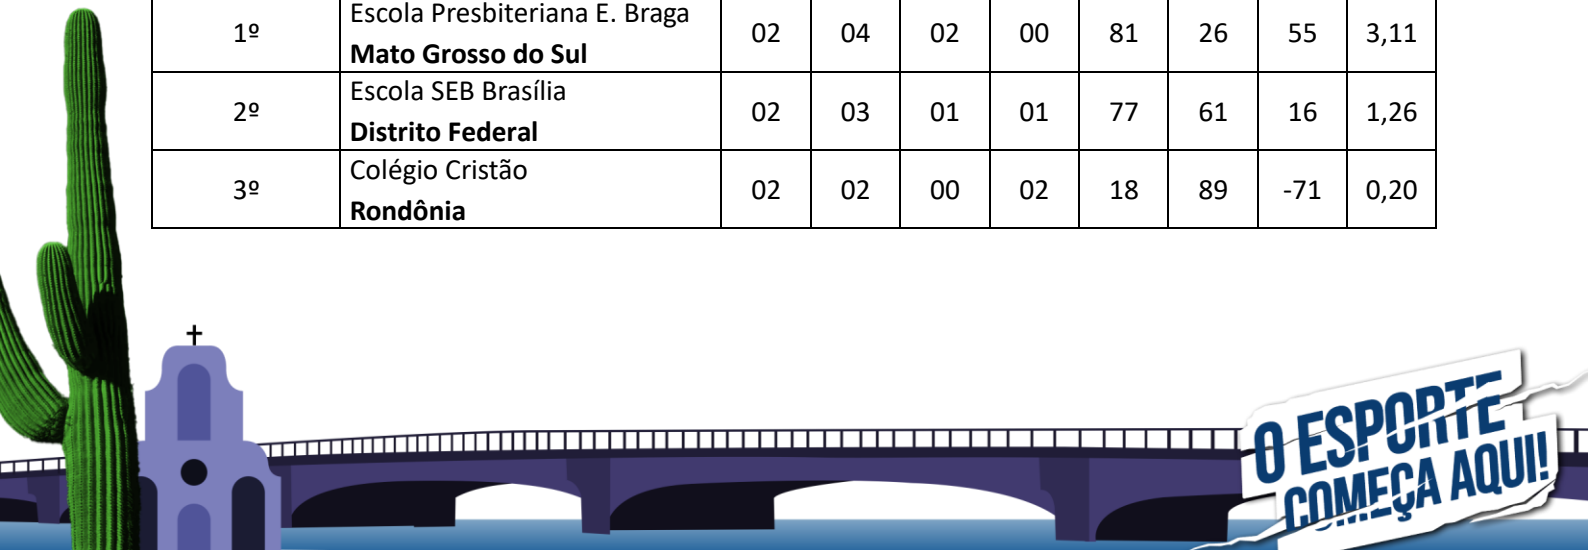 1º Escola Presbiteriana E. Braga 02 04 02 00 81 26 55 3,11
Mato Grosso do Sul
2º Escola SEB Brasília 02 03 01 01 77 61 16 1,26
Distrito Federal
3º Colégio Cristão 02 02 00 02 18 89 -71 0,20
Rondônia
O ESPORTE
COMEÇA AQUI!